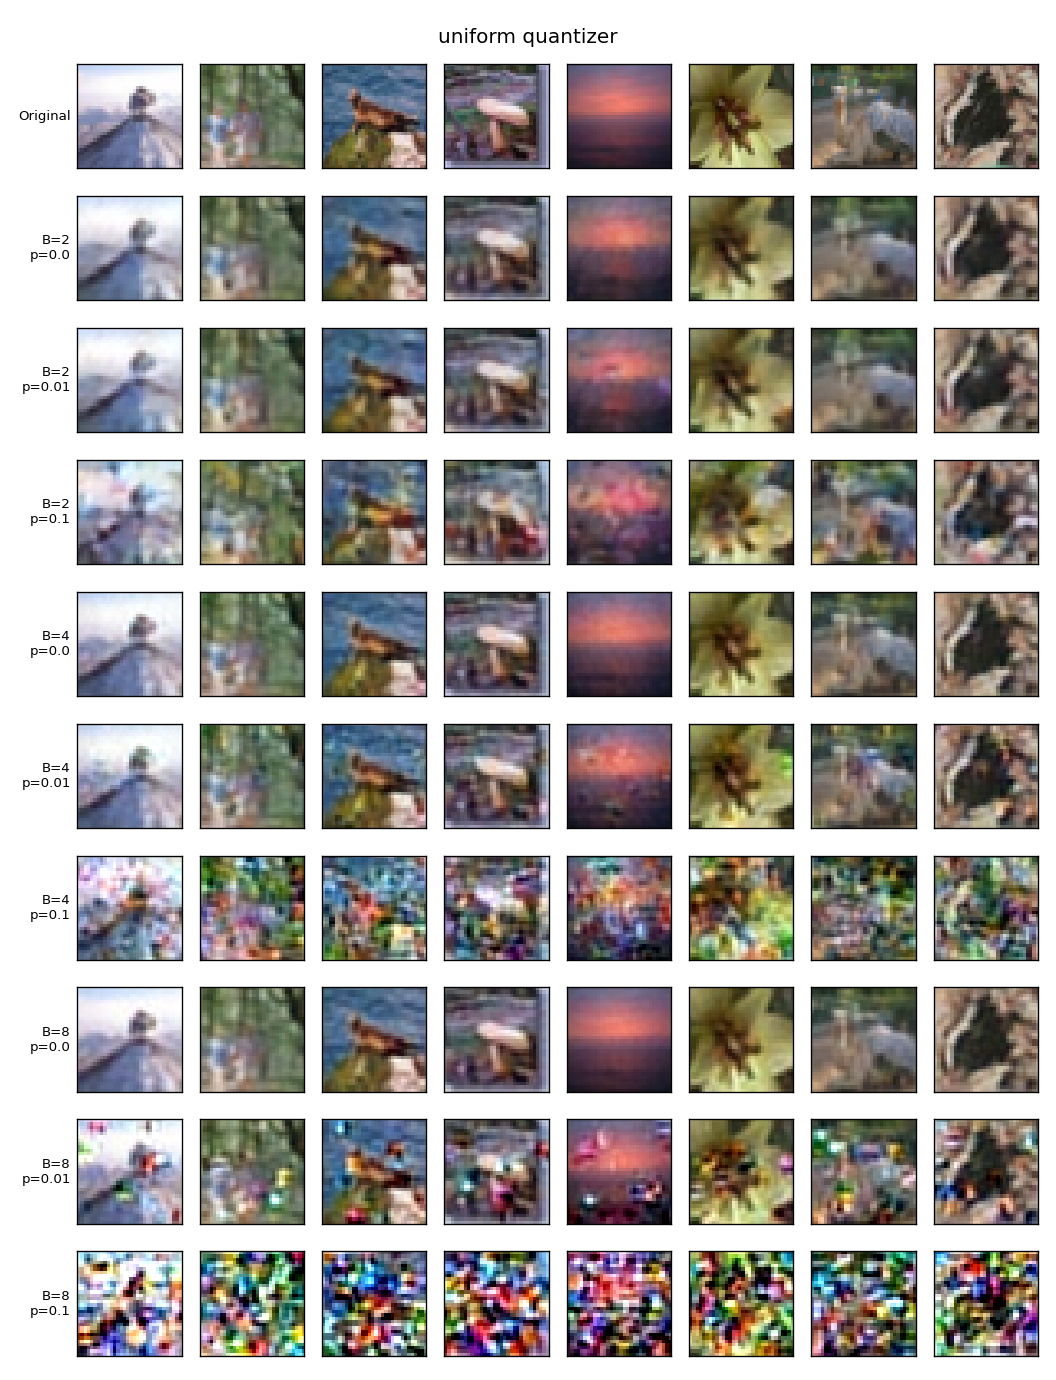 uniform quantizer
Original
B=2
p=0.0
B=2
p=0.01
B=2
p=0.1
B=4
p=0.0
B=4
p=0.01
B=4
p=0.1
B=8
p=0.0
B=8
p=0.01
B=8
p=0.1